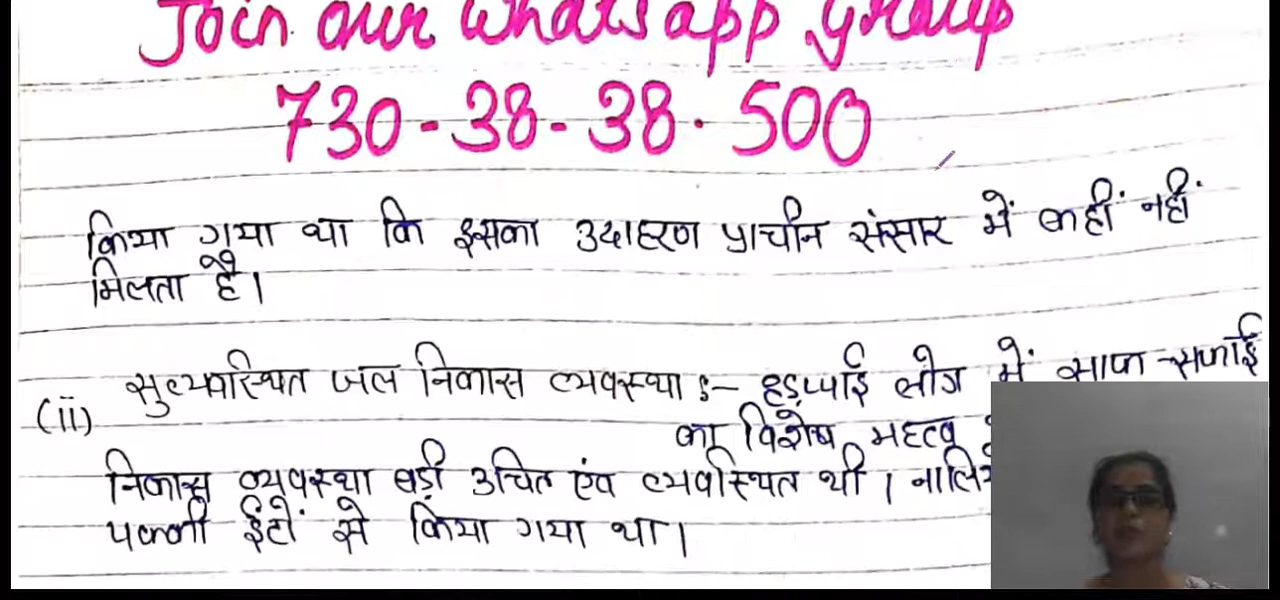 Join our whatsapp group
730-38-38.500
किया गया था कि इसका उदाहरण प्राचीन संसार में कहीं नहीं
मिलता है।
(ii) सुव्यवस्थित जल निकास व्यवस्था :- हड़प्पाई लोग में साफ-सफाई
का विशेष महत्व
निकास व्यवस्था बड़ी उचित एंव व्यवस्थित थी। नालि
पक्की ईंटों से किया गया था।